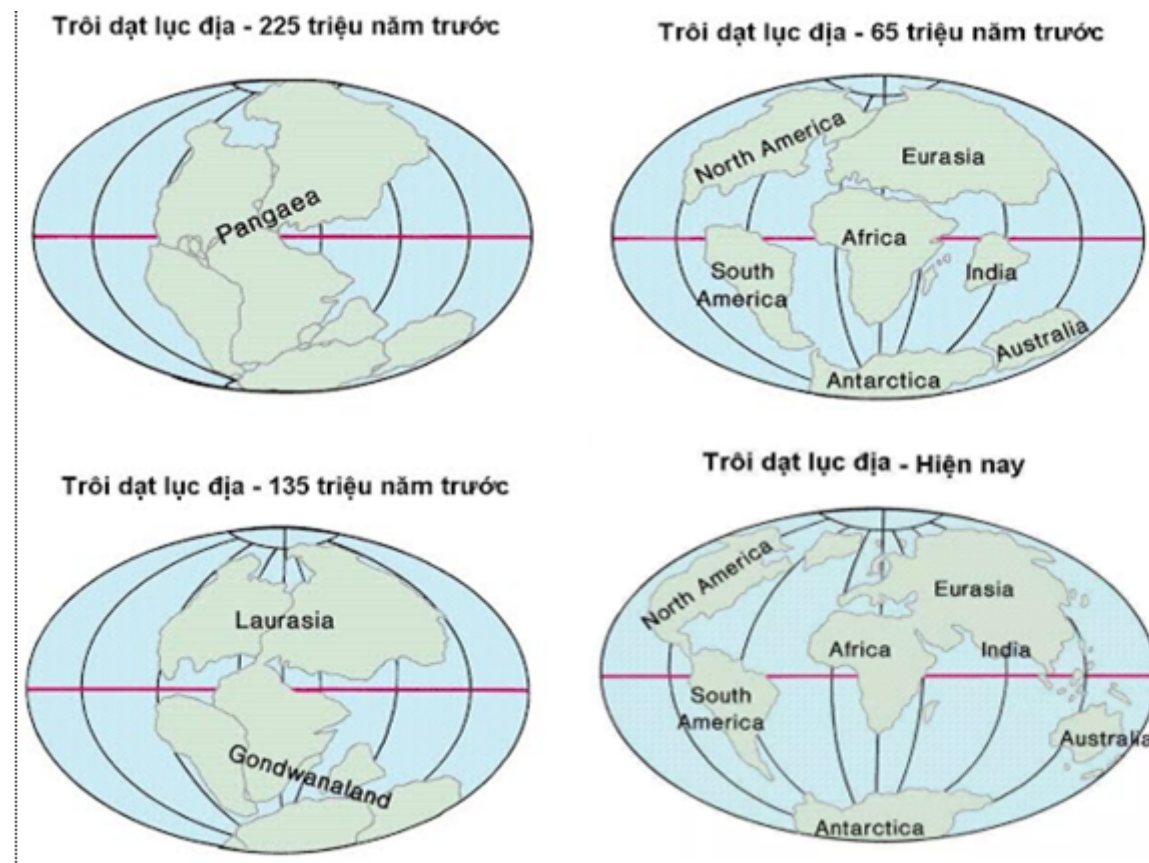 Trôi dạt lục địa - 225 triệu năm trước
Pangaea
Trôi dạt lục địa - 65 triệu năm trước
North America
Eurasia
Africa
South
America
India
Australia
Antarctica
Trôi dạt lục địa - 135 triệu năm trước
Laurasia
Gondwanaland
Trôi dạt lục địa - Hiện nay
North America
Eurasia
Africa
India
South
America
Australia
Antarctica